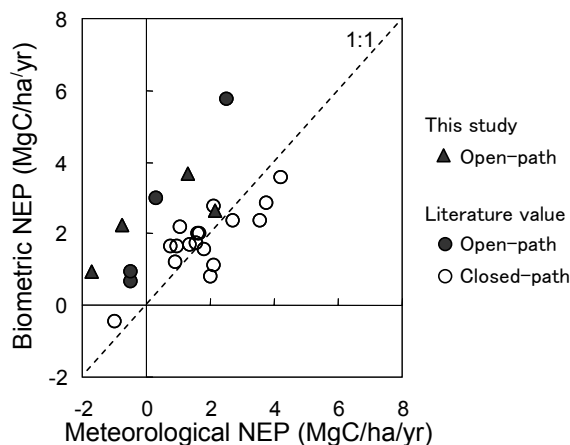 8
6
4
2
0
-2
-2
0
2
4
6
8
1:1
Biometric NEP (MgC/ha/yr)
Meteorological NEP (MgC/ha/yr)
This study
Open-path
Literature value
Open-path
Closed-path